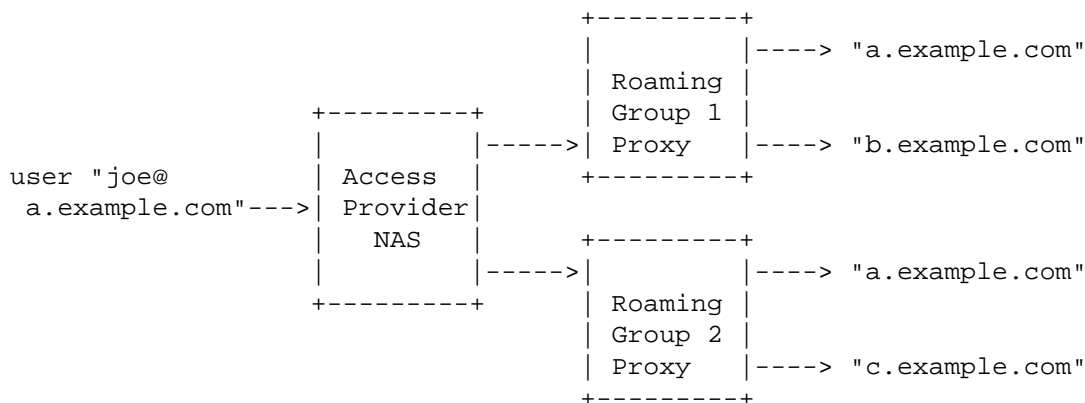 "a.example.com"
Roaming
Group 1
Proxy
"b.example.com"
user "joe@
a.example.com"
Access
Provider
NAS
"a.example.com"
Roaming
Group 2
Proxy
"c.example.com"